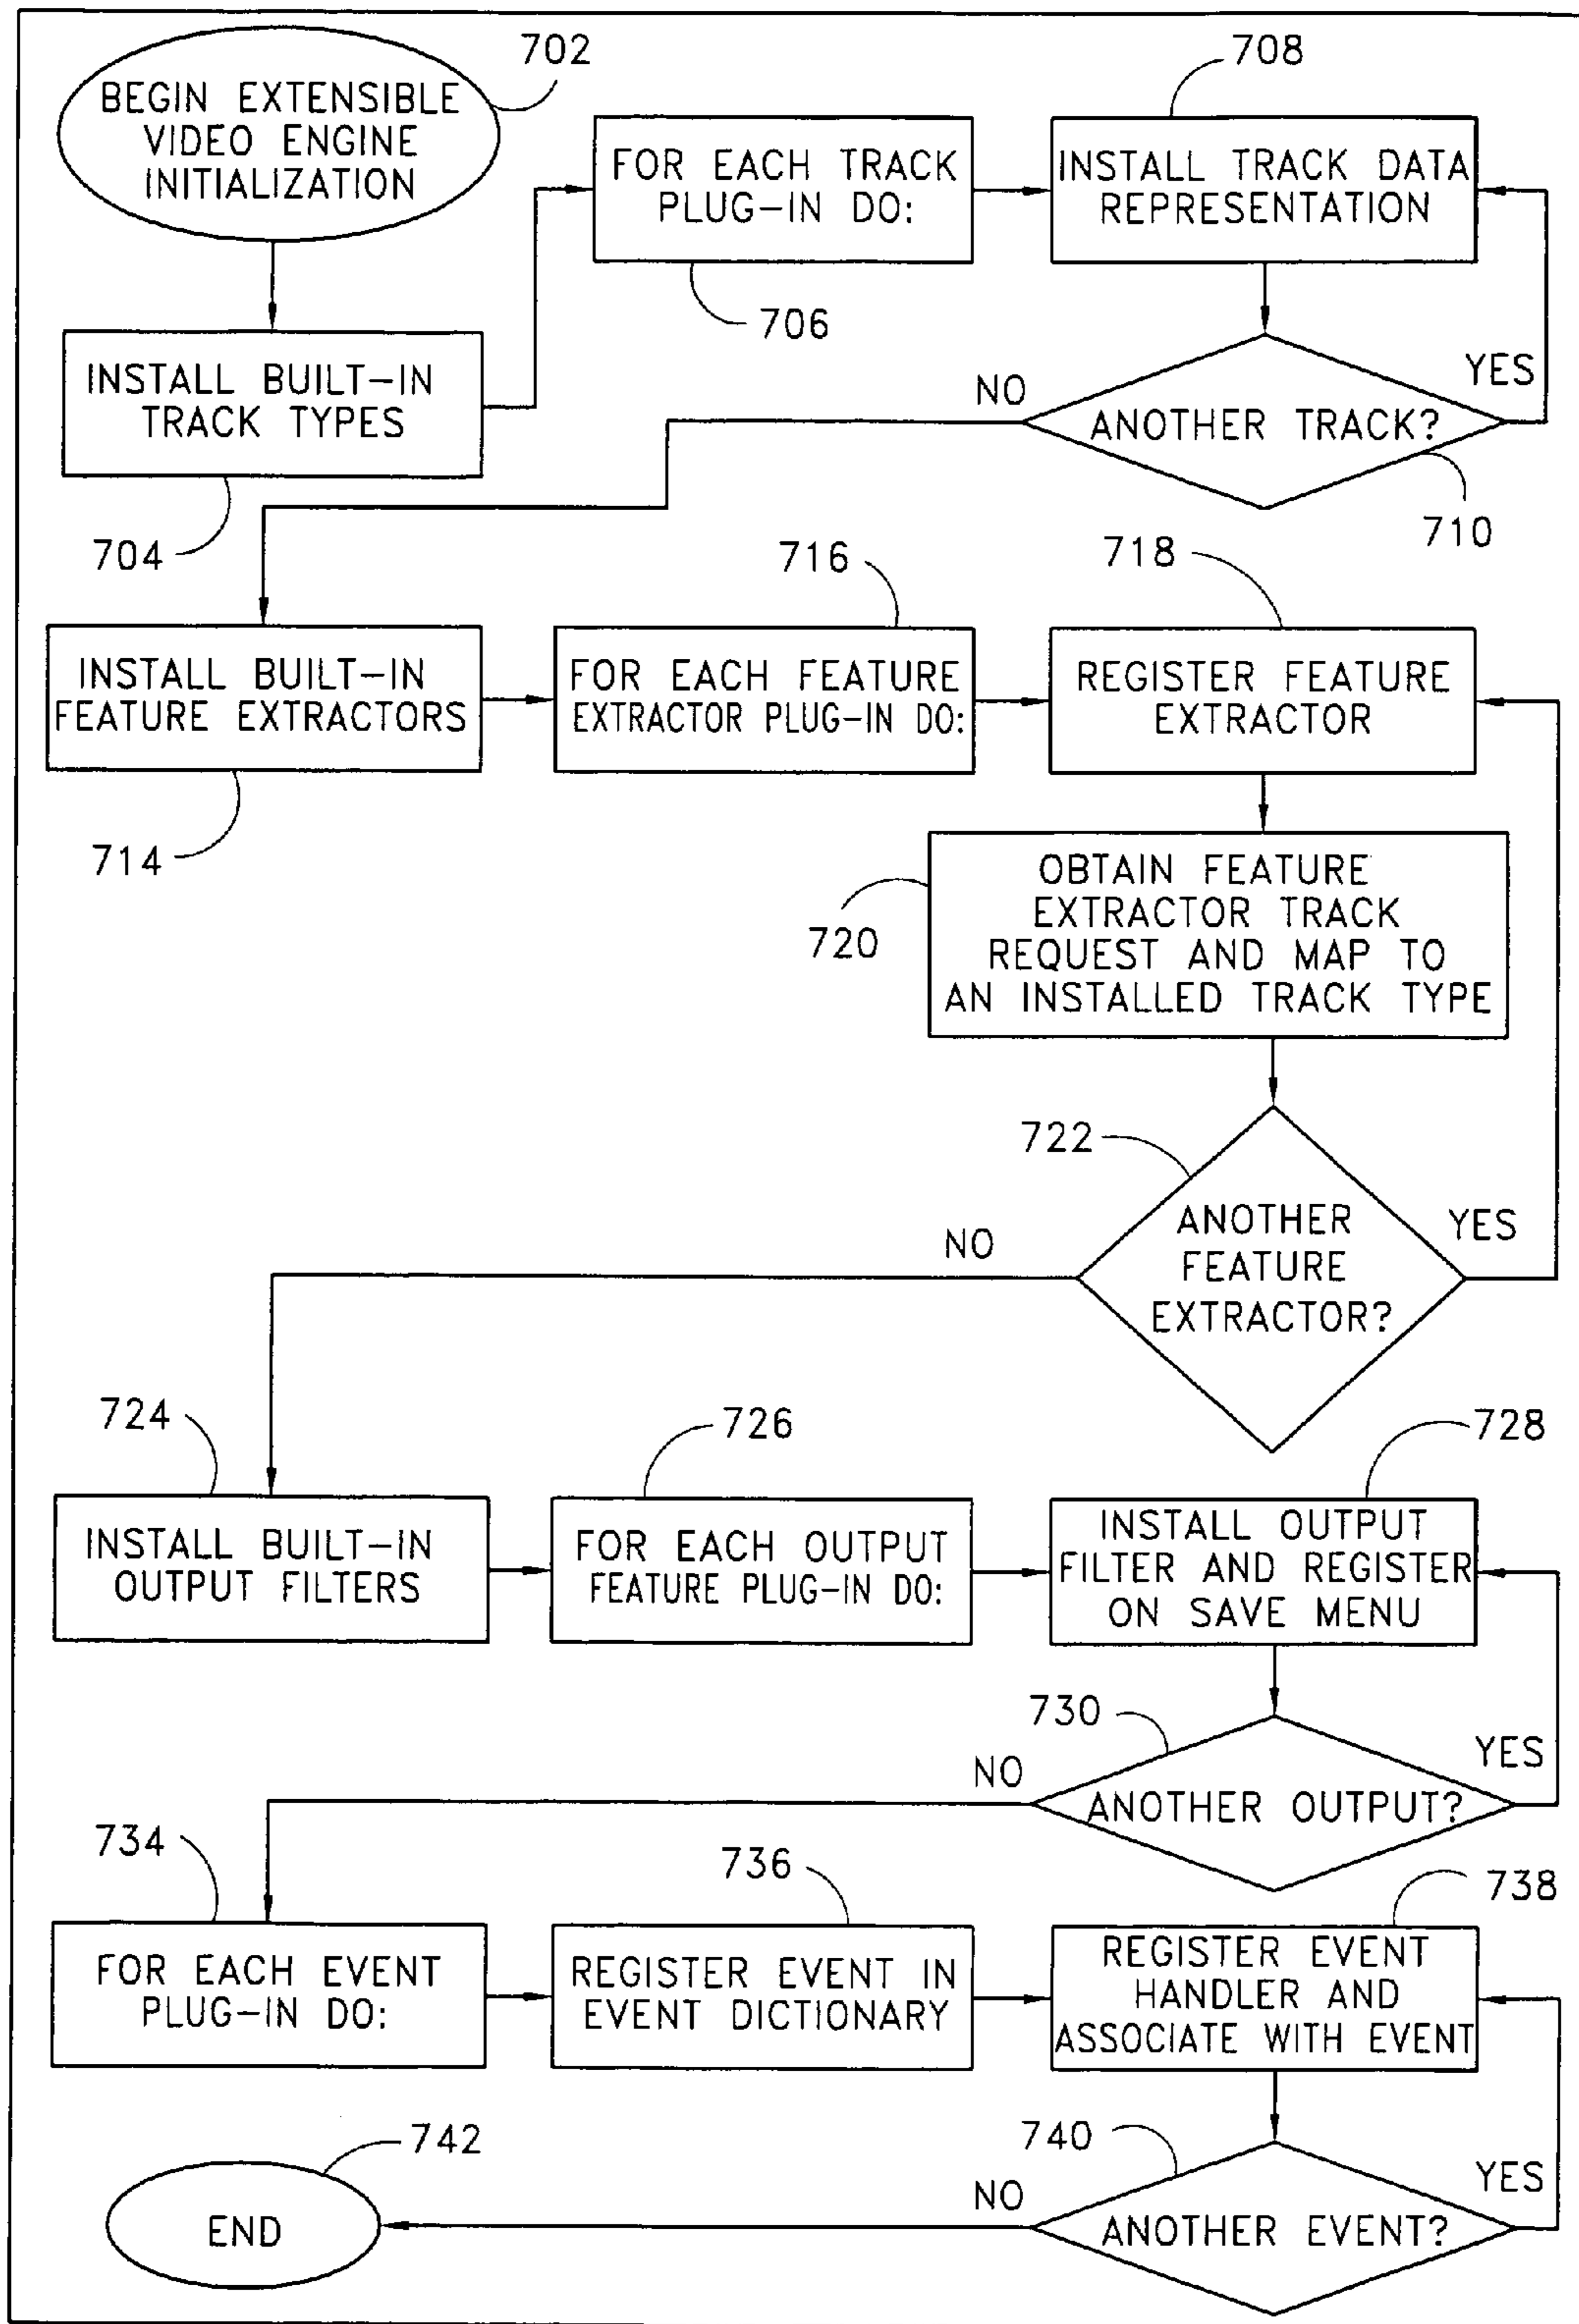 702
BEGIN EXTENSIBLE
VIDEO ENGINE
INITIALIZATION
INSTALL BUILT-IN
TRACK TYPES
704
FOR EACH TRACK
PLUG-IN DO:
706
708
INSTALL TRACK DATA
REPRESENTATION
ANOTHER TRACK?
NO
YES
710
INSTALL BUILT-IN
FEATURE EXTRACTORS
714
716
FOR EACH FEATURE
EXTRACTOR PLUG-IN DO:
718
REGISTER FEATURE
EXTRACTOR
720
OBTAIN FEATURE
EXTRACTOR TRACK
REQUEST AND MAP TO
AN INSTALLED TRACK TYPE
722
ANOTHER
FEATURE
EXTRACTOR?
NO
YES
724
INSTALL BUILT-IN
OUTPUT FILTERS
726
FOR EACH OUTPUT
FEATURE PLUG-IN DO:
728
INSTALL OUTPUT
FILTER AND REGISTER
ON SAVE MENU
730
ANOTHER OUTPUT?
NO
YES
734
FOR EACH EVENT
PLUG-IN DO:
736
REGISTER EVENT IN
EVENT DICTIONARY
738
REGISTER EVENT
HANDLER AND
ASSOCIATE WITH EVENT
740
ANOTHER EVENT?
NO
YES
742
END